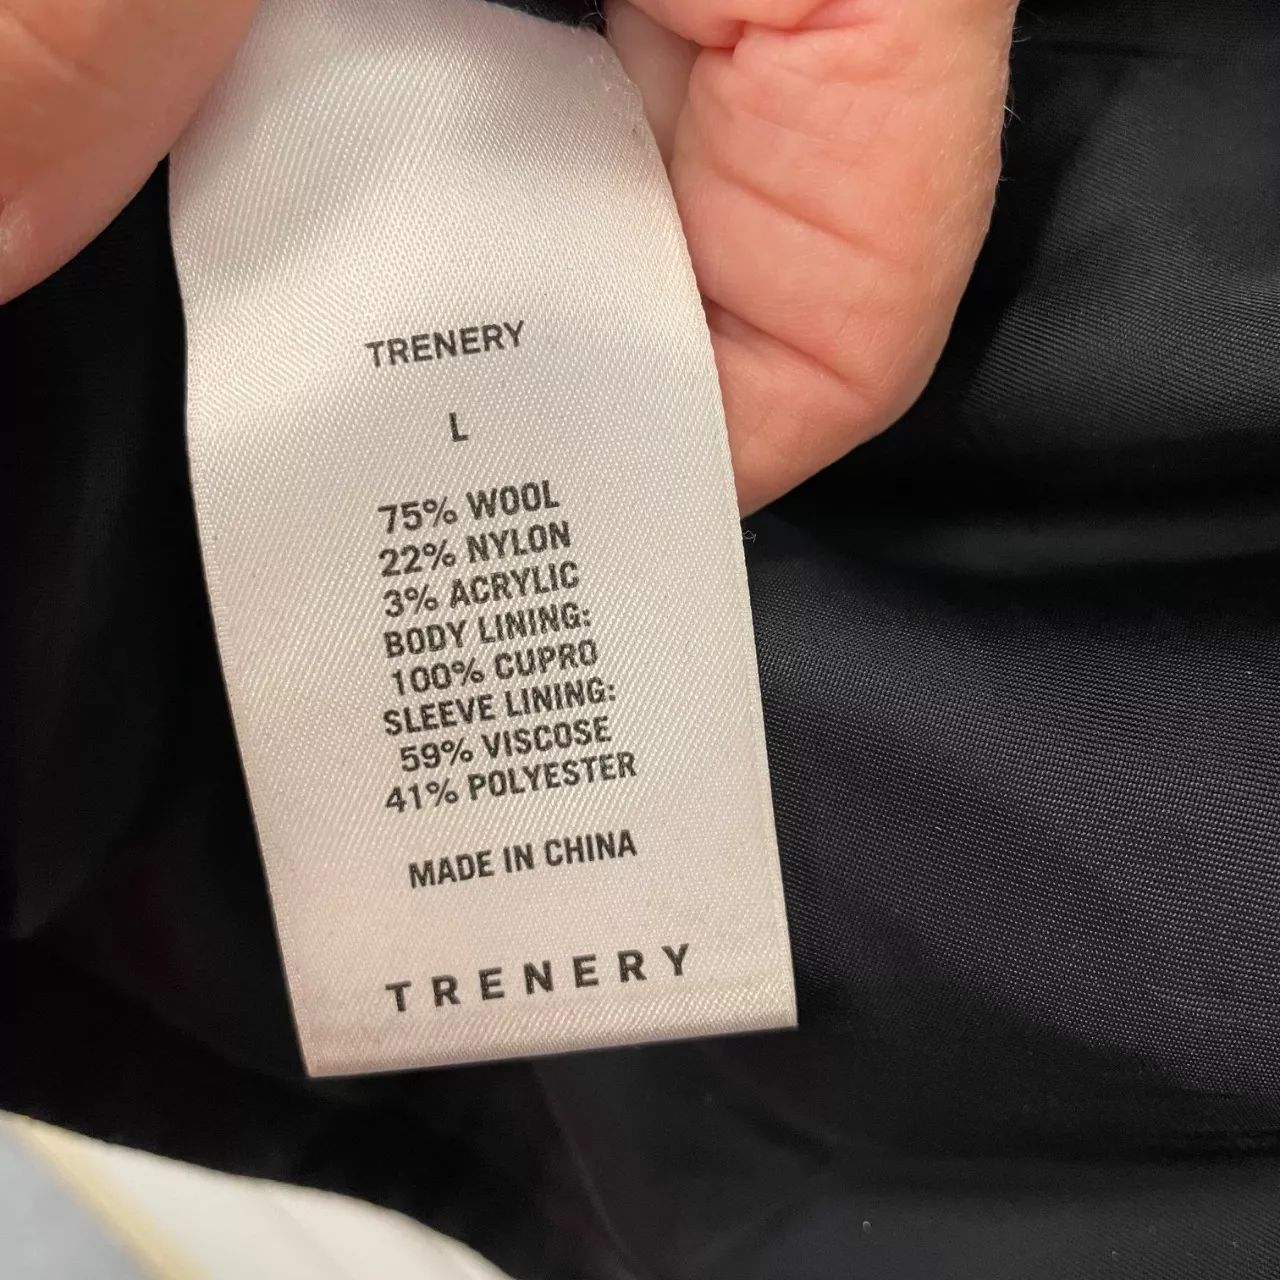 TRENERY
L
75% WOOL
22% NYLON
3% ACRYLIC
BODY LINING:
100% CUPRO
SLEEVE LINING:
59% VISCOSE
41% POLYESTER
MADE IN CHINA
TRENERY